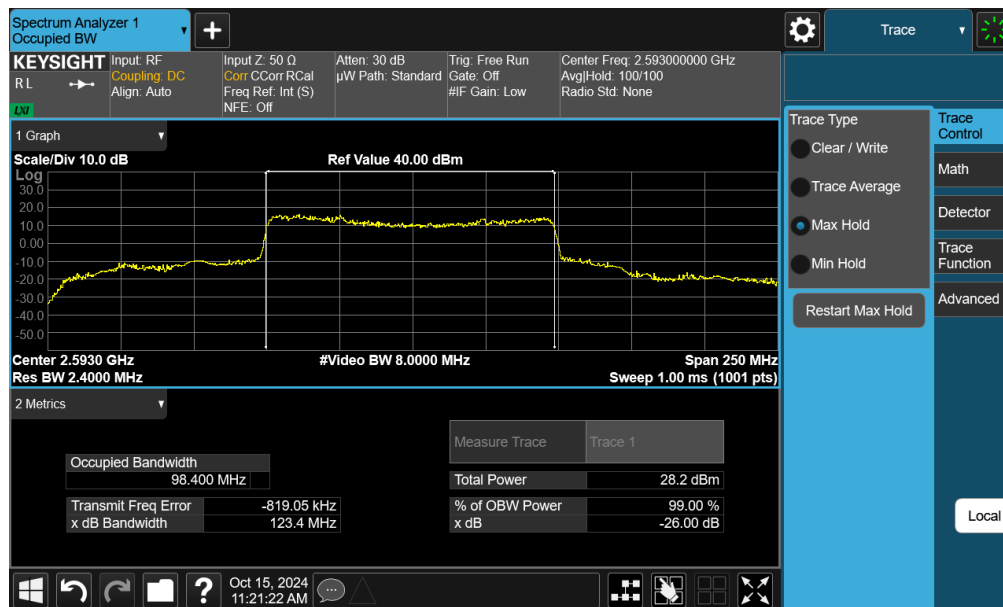 Spectrum Analyzer 1
Occupied BW
Trace
KEYSIGHT
R L
LXI
Input: RF
Coupling: DC
Align: Auto
Input Z: 50 Ω
Corr CCorr RCal
Freq Ref: Int (S)
NFE: Off
Atten: 30 dB
µW Path: Standard
Trig: Free Run
Gate: Off
#IF Gain: Low
Center Freq: 2.593000000 GHz
Avg|Hold: 100/100
Radio Std: None
1 Graph
Scale/Div 10.0 dB
Ref Value 40.00 dBm
Log
30.0
20.0
10.0
0.00
-10.0
-20.0
-30.0
-40.0
-50.0
Center 2.5930 GHz
#Video BW 8.0000 MHz
Span 250 MHz
Res BW 2.4000 MHz
Sweep 1.00 ms (1001 pts)
2 Metrics
Measure Trace
Trace 1
Occupied Bandwidth
98.400 MHz
Total Power
28.2 dBm
Transmit Freq Error
-819.05 kHz
% of OBW Power
99.00 %
x dB Bandwidth
123.4 MHz
x dB
-26.00 dB
Trace Type
Clear / Write
Trace Average
Max Hold
Min Hold
Restart Max Hold
Trace
Control
Math
Detector
Trace
Function
Advanced
Local
?
Oct 15, 2024
11:21:22 AM